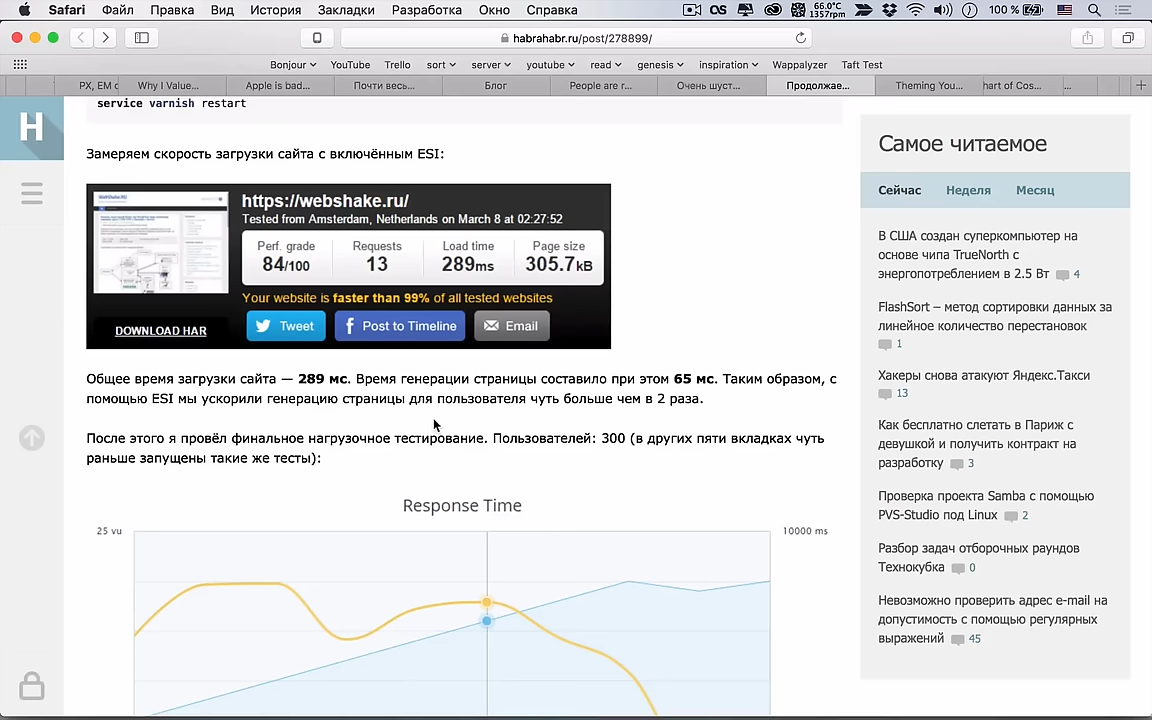 Safari Файл Правка Вид История Закладки Разработка Окно Справка
66.0°C
1357rpm
100 %
habrahabr.ru/post/278899/
Bonjour YouTube Trello sort server youtube read genesis inspiration Wappalyzer Taft Test
PX, EM Why I Value... Apple is bad... Почти весь... Блог People are r... Очень шуст... Продолжае... Theming You... hart of Cos... ...
service varnish restart
Замеряем скорость загрузки сайта с включённым ESI:
https://webshake.ru/
Tested from Amsterdam, Netherlands on March 8 at 02:27:52
Perf. grade Requests Load time Page size
84/100 13 289ms 305.7kB
Your website is faster than 99% of all tested websites
DOWNLOAD HAR Tweet Post to Timeline Email
Общее время загрузки сайта — 289 мс. Время генерации страницы составило при этом 65 мс. Таким образом, с
помощью ESI мы ускорили генерацию страницы для пользователя чуть больше чем в 2 раза.
После этого я провёл финальное нагрузочное тестирование. Пользователей: 300 (в других пяти вкладках чуть
раньше запущены такие же тесты):
Response Time
25 vu 10000 ms
H
Самое читаемое
Сейчас Неделя Месяц
В США создан суперкомпьютер на
основе чипа TrueNorth с
энергопотреблением в 2.5 Вт 4
FlashSort – метод сортировки данных за
линейное количество перестановок
1
Хакеры снова атакуют Яндекс.Такси
13
Как бесплатно слетать в Париж с
девушкой и получить контракт на
разработку 3
Проверка проекта Samba с помощью
PVS-Studio под Linux 2
Разбор задач отборочных раундов
Технокубка 0
Невозможно проверить адрес e-mail на
допустимость с помощью регулярных
выражений 45